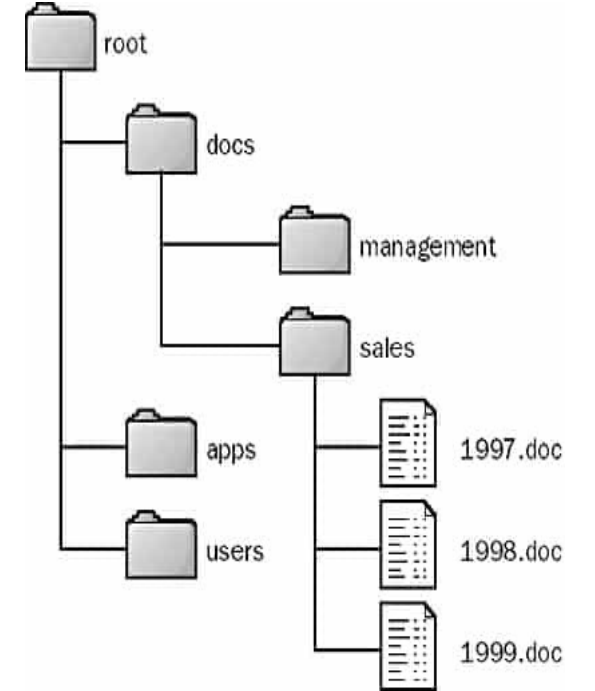 root
docs
management
sales
1997.doc
apps
1998.doc
users
1999.doc